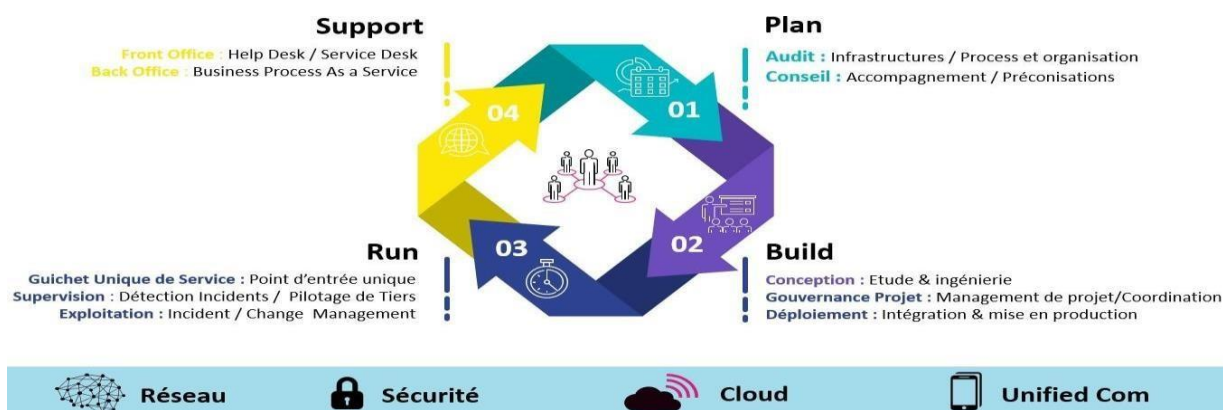 Support
Front Office : Help Desk / Service Desk
Back Office : Business Process As a Service
Plan
Audit : Infrastructures / Process et organisation
Conseil : Accompagnement / Préconisations
04
01
03
02
Run
Guichet Unique de Service : Point d'entrée unique
Supervision : Détection Incidents / Pilotage de Tiers
Exploitation : Incident / Change Management
Build
Conception : Etude & ingénierie
Gouvernance Projet : Management de projet/Coordination
Déploiement : Intégration & mise en production
Réseau
Sécurité
Cloud
Unified Com